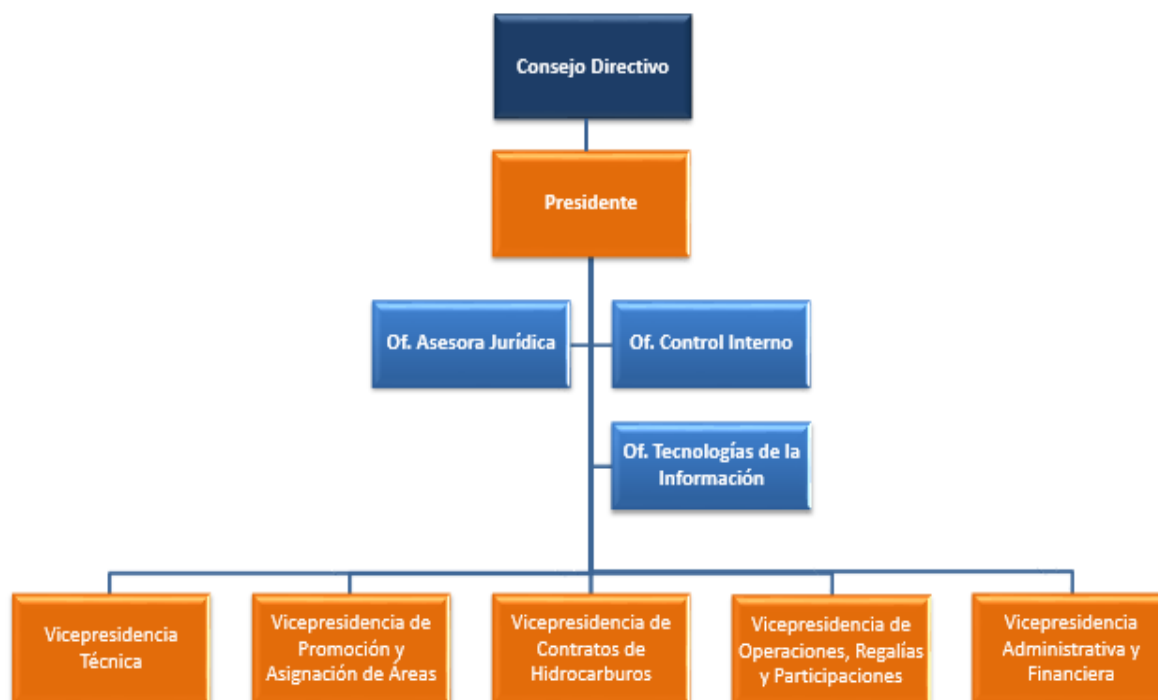 Consejo Directivo
Presidente
Of. Asesora Jurídica
Of. Control Interno
Of. Tecnologías de la
Información
Vicepresidencia
Técnica
Vicepresidencia de
Promoción y
Asignación de Áreas
Vicepresidencia de
Contratos de
Hidrocarburos
Vicepresidencia de
Operaciones, Regalías
y Participaciones
Vicepresidencia
Administrativa y
Financiera